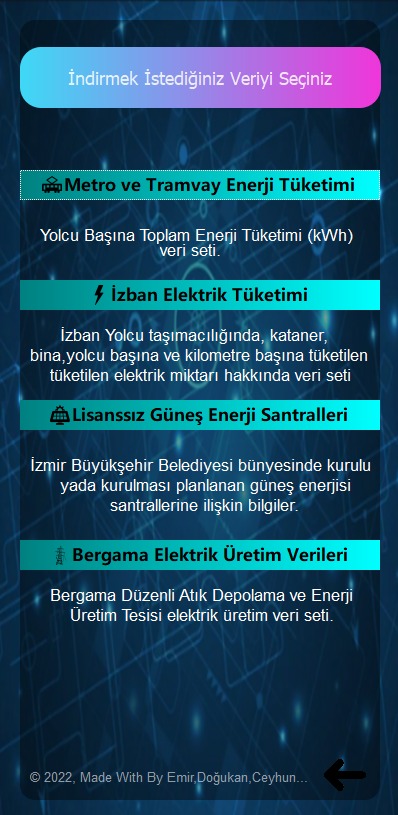 İndirmek İstediğiniz Veriyi Seçiniz
Metro ve Tramvay Enerji Tüketimi
Yolcu Başına Toplam Enerji Tüketimi (kWh)
veri seti.
İzban Elektrik Tüketimi
İzban Yolcu taşımacılığında, kataner,
bina,yolcu başına ve kilometre başına tüketilen
tüketilen elektrik miktarı hakkında veri seti
Lisanssız Güneş Enerji Santralleri
İzmir Büyükşehir Belediyesi bünyesinde kurulu
yada kurulması planlanan güneş enerjisi
santrallerine ilişkin bilgiler.
Bergama Elektrik Üretim Verileri
Bergama Düzenli Atık Depolama ve Enerji
Üretim Tesisi elektrik üretim veri seti.
© 2022, Made With By Emir,Doğukan,Ceyhun...